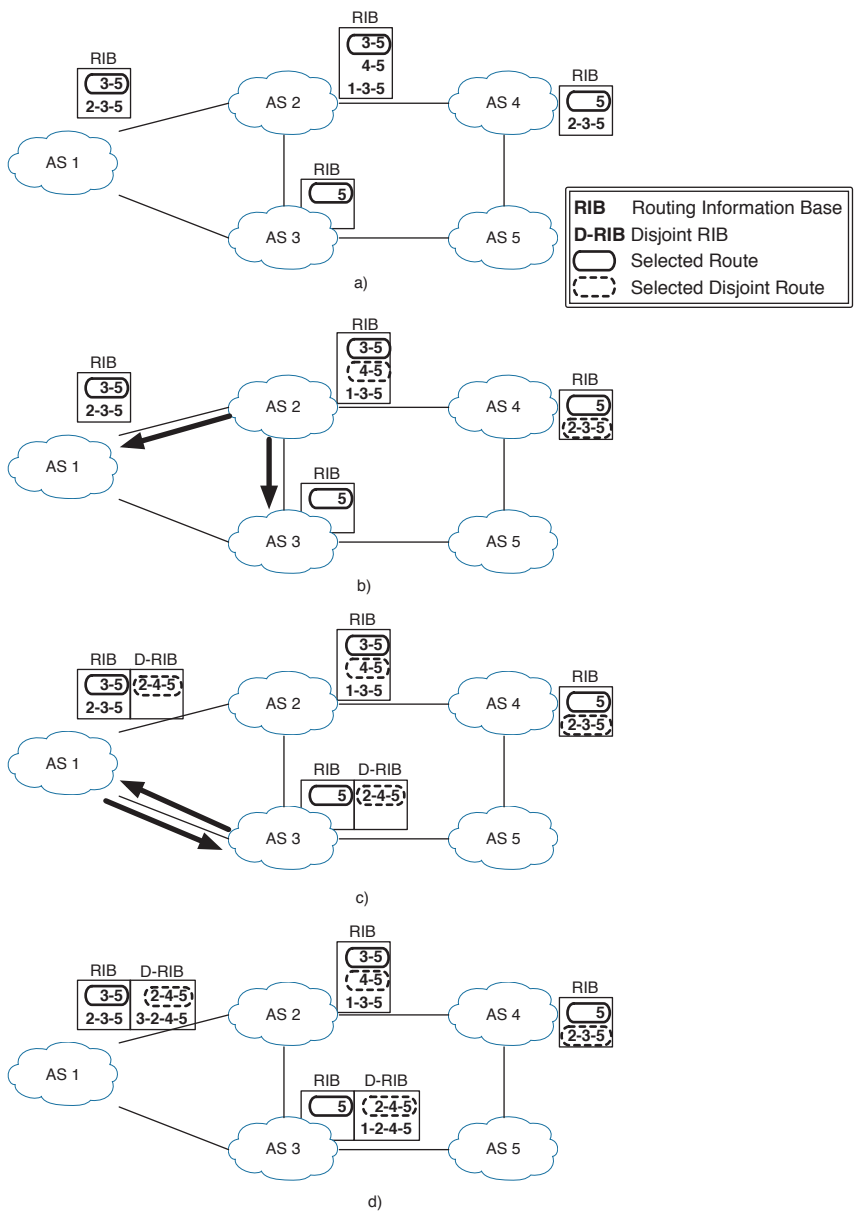 RIB
3-5
4-5
1-3-5
RIB
3-5
2-3-5
AS 2
AS 4
RIB
5
2-3-5
AS 1
RIB
5
AS 3
AS 5
a)
RIB Routing Information Base
D-RIB Disjoint RIB
Selected Route
Selected Disjoint Route
RIB
3-5
4-5
1-3-5
RIB
3-5
2-3-5
AS 2
AS 4
RIB
5
2-3-5
AS 1
RIB
5
AS 3
AS 5
b)
RIB
3-5
4-5
1-3-5
RIB D-RIB
3-5 2-4-5
2-3-5
AS 2
AS 4
RIB
5
2-3-5
AS 1
RIB D-RIB
5 2-4-5
AS 3
AS 5
c)
RIB
3-5
4-5
1-3-5
RIB D-RIB
3-5 2-4-5
2-3-5 3-2-4-5
AS 2
AS 4
RIB
5
2-3-5
AS 1
RIB D-RIB
5 2-4-5
1-2-4-5
AS 3
AS 5
d)